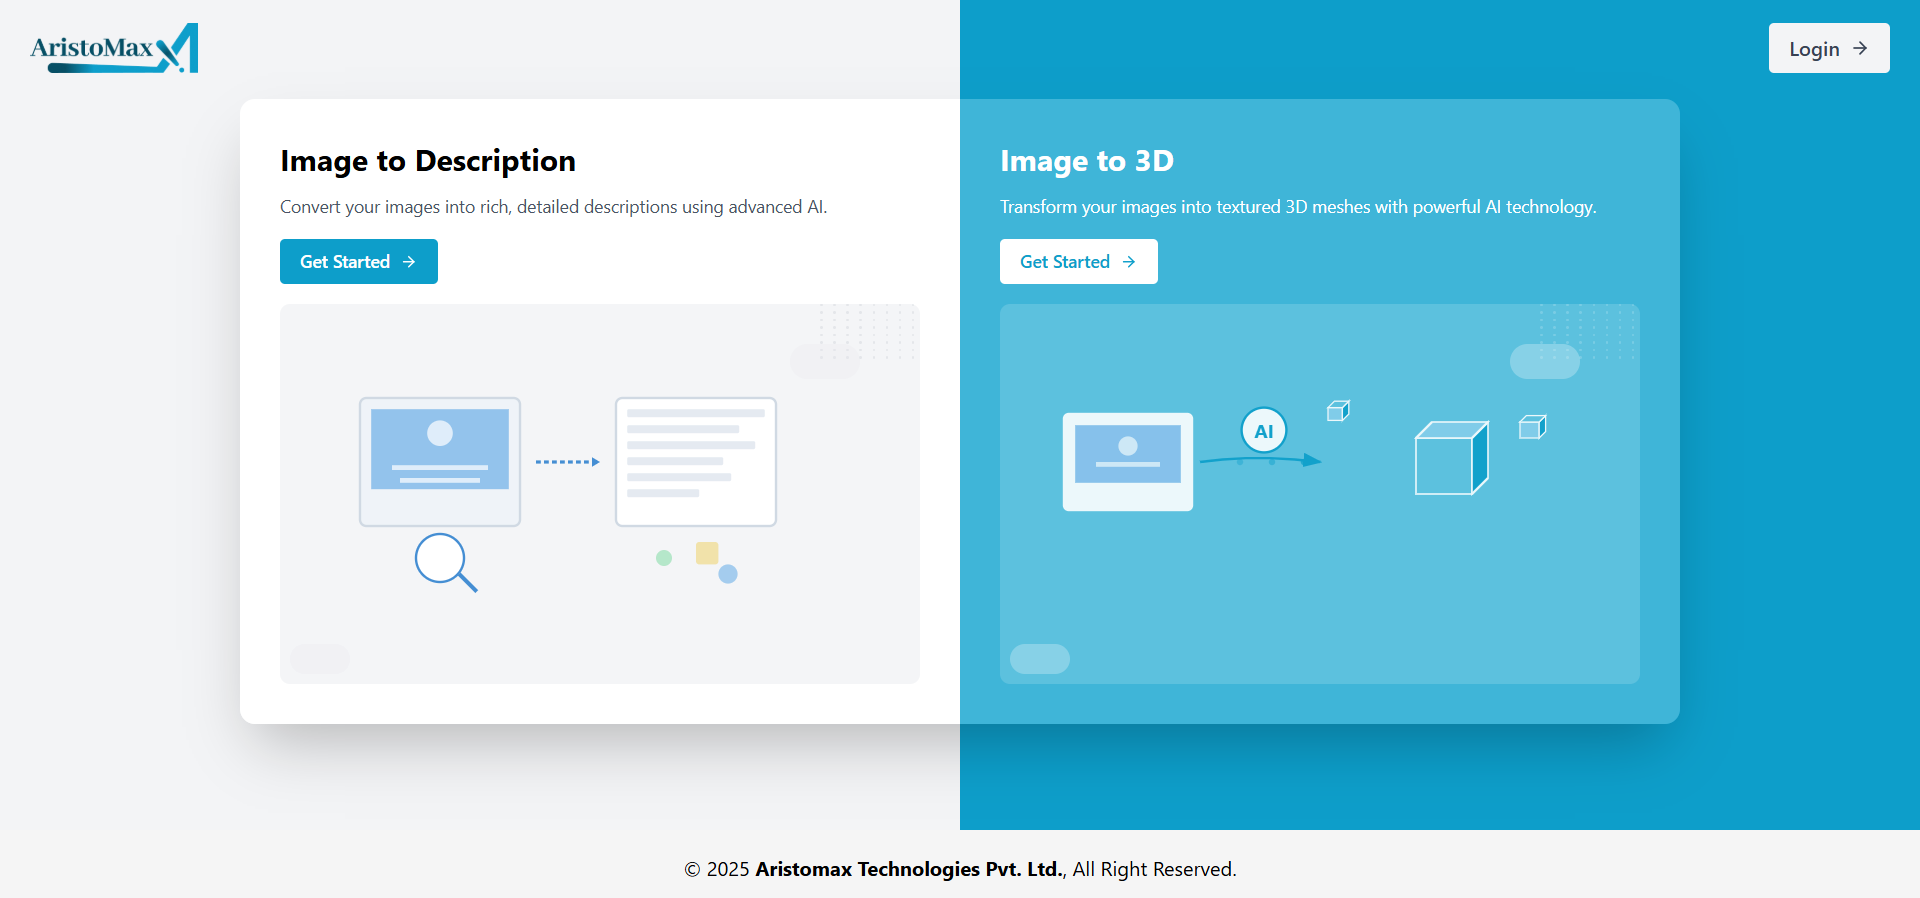 AristoMax
Login
Image to Description
Convert your images into rich, detailed descriptions using advanced AI.
Get Started
Image to 3D
Transform your images into textured 3D meshes with powerful AI technology.
Get Started
AI
© 2025 Aristomax Technologies Pvt. Ltd., All Right Reserved.